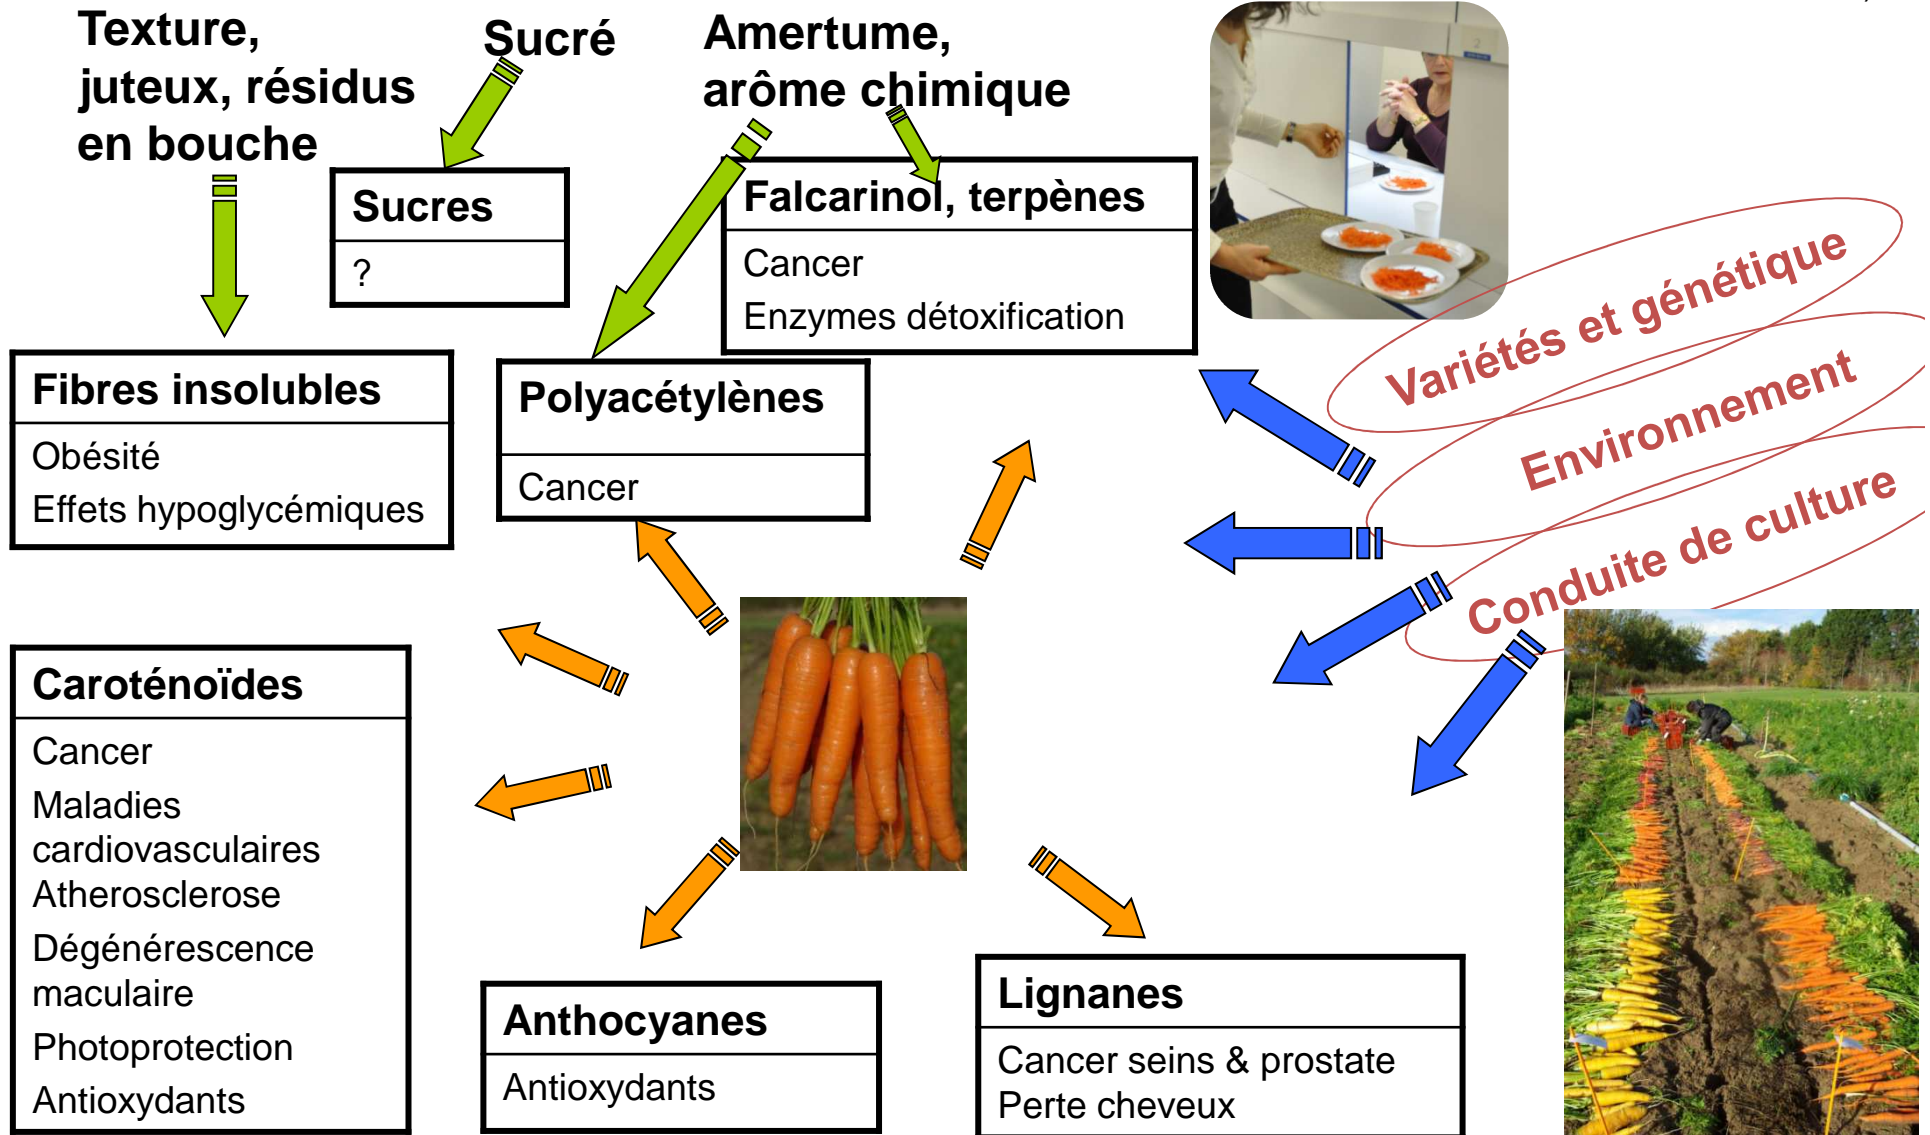 Texture,
juteux, résidus
en bouche
Sucré
Amertume,
arôme chimique
2
Sucres
?
Falcarinol, terpènes
Cancer
Enzymes détoxification
Variétés et génétique
Environnement
Conduite de culture
Fibres insolubles
Obésité
Effets hypoglycémiques
Polyacétylènes
Cancer
Caroténoïdes
Cancer
Maladies
cardiovasculaires
Atherosclerose
Dégénérescence
maculaire
Photoprotection
Antioxydants
Anthocyanes
Antioxydants
Lignanes
Cancer seins & prostate
Perte cheveux